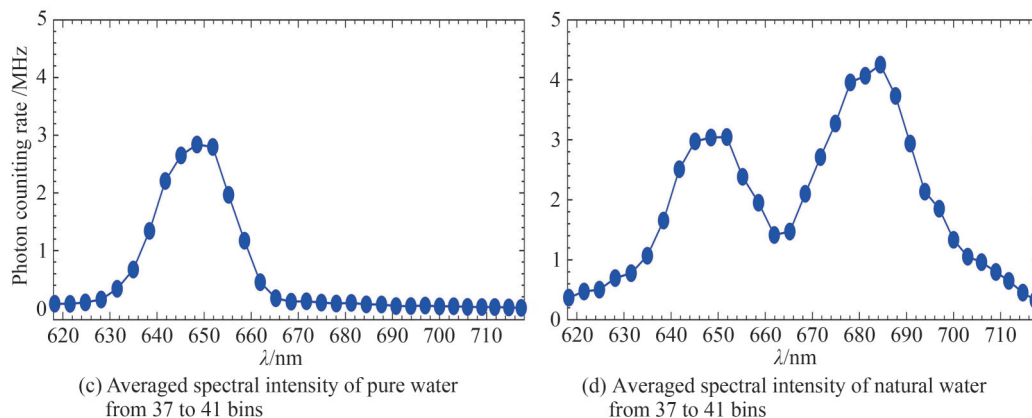 5
4
3
2
1
0
Photon couniting rate /MHz
620 630 640 650 660 670 680 690 700 710
λ/nm
(c) Averaged spectral intensity of pure water
from 37 to 41 bins
5
4
3
2
1
0
620 630 640 650 660 670 680 690 700 710
λ/nm
(d) Averaged spectral intensity of natural water
from 37 to 41 bins